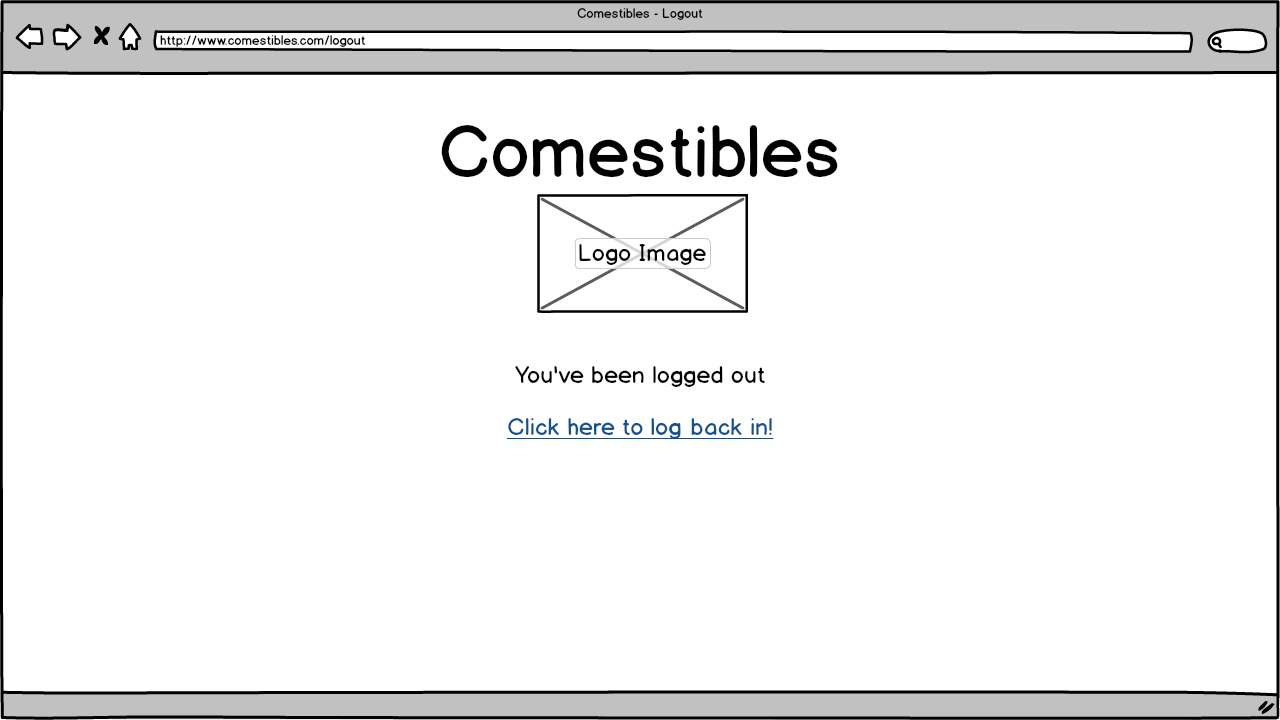 Comestibles - Logout
http://www.comestibles.com/logout
Comestibles
Logo Image
You've been logged out
Click here to log back in!